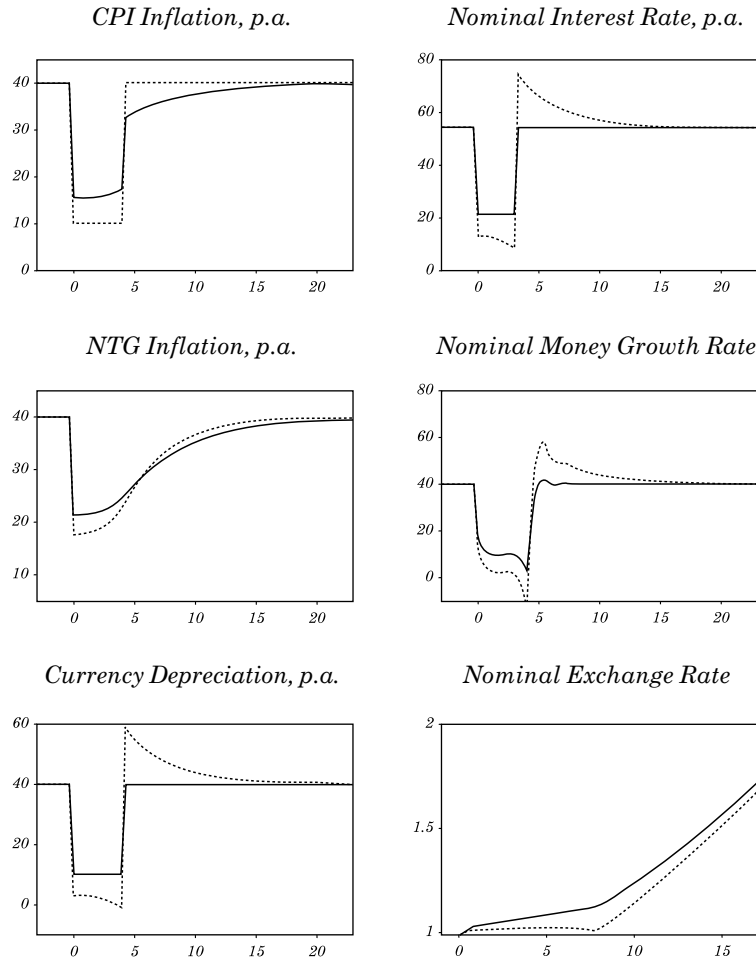 CPI Inflation, p.a.
Nominal Interest Rate, p.a.
40
30
20
10
0
0 5 10 15 20
80
60
40
20
0
0 5 10 15 20
NTG Inflation, p.a.
Nominal Money Growth Rate
40
30
20
10
0 5 10 15 20
80
60
40
20
0
0 5 10 15 20
Currency Depreciation, p.a.
Nominal Exchange Rate
60
40
20
0
0 5 10 15 20
2
1.5
1
0 5 10 15